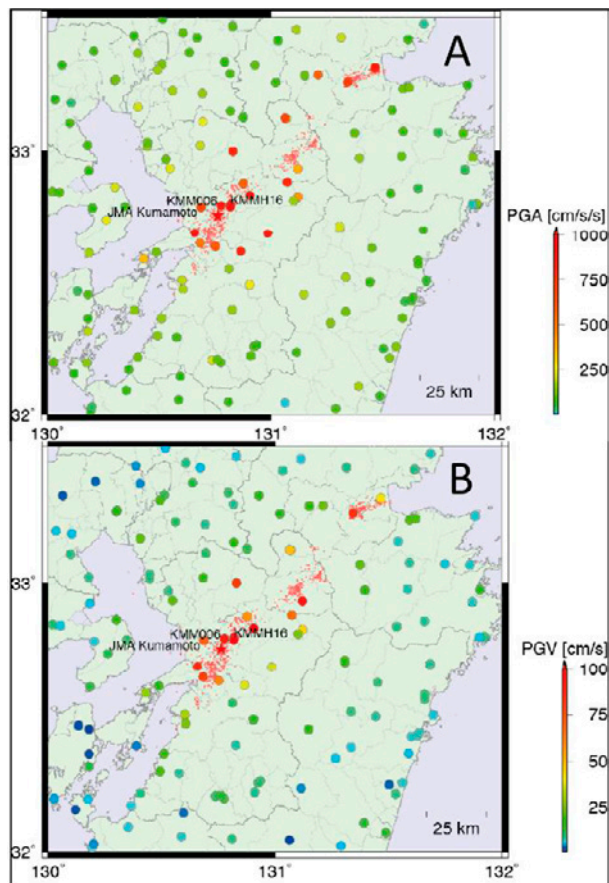 A
33°
KMM006 KMMH16
JMA Kumamoto
PGA [cm/s/s]
1000
750
500
250
25 km
32°
130° 131° 132°
B
33°
KMM006 KMMH16
JMA Kumamoto
PGV [cm/s]
100
75
50
25
25 km
32°
130° 131° 132°